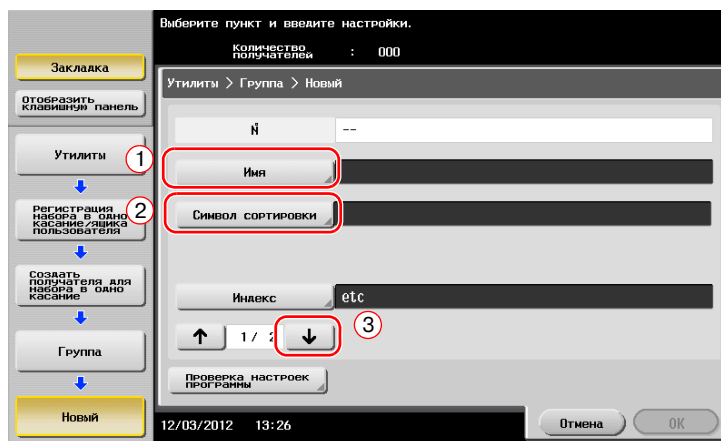 Выберите пункт и введите настройки.
Количество
получателей : 000
Закладка
Отобразить
клавишную панель
Утилиты
Регистрация
набора в одно
касание/ящика
пользователя
Создать
получателя для
набора в одно
касание
Группа
Новый
Утилиты > Группа > Новый
№ --
1
Имя
2
Символ сортировки
Индекс etc
↑ 1/ 2 ↓
3
Проверка настроек
программы
12/03/2012 13:26
Отмена
OK